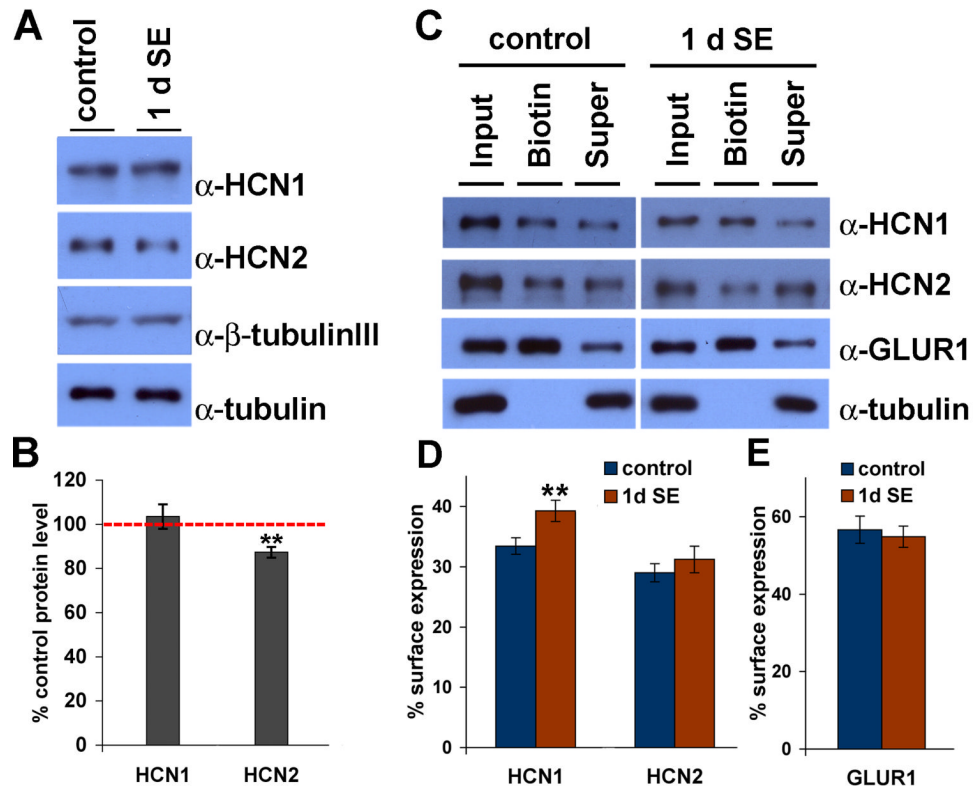 A
control
1 d SE
α-HCN1
α-HCN2
α-β-tubulinIII
α-tubulin
B
120
100
80
60
40
20
0
% control protein level
**
HCN1
HCN2
C
control
1 d SE
Input
Biotin
Super
Input
Biotin
Super
α-HCN1
α-HCN2
α-GLUR1
α-tubulin
D
control
1d SE
% surface expression
40
30
20
10
0
**
HCN1
HCN2
E
control
1d SE
% surface expression
60
40
20
0
GLUR1